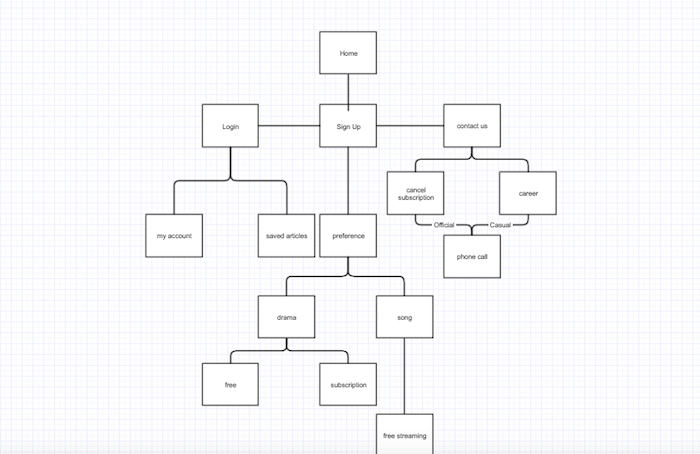 Home
Login
Sign Up
contact us
cancel
subscription
career
Official
Casual
my account
saved articles
preference
phone call
drama
song
free
subscription
free streaming